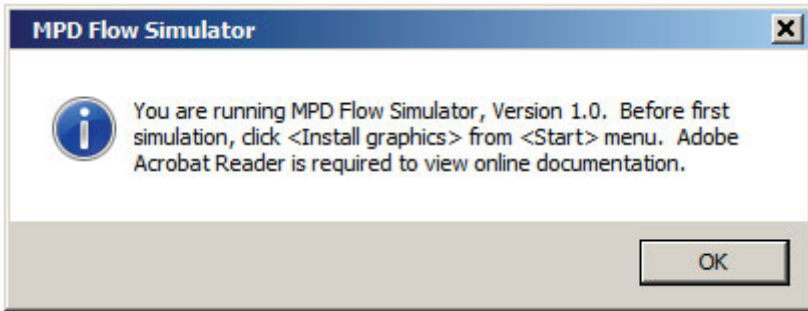 MPD Flow Simulator
You are running MPD Flow Simulator, Version 1.0.  Before first
simulation, click <Install graphics> from <Start> menu.  Adobe
Acrobat Reader is required to view online documentation.
OK